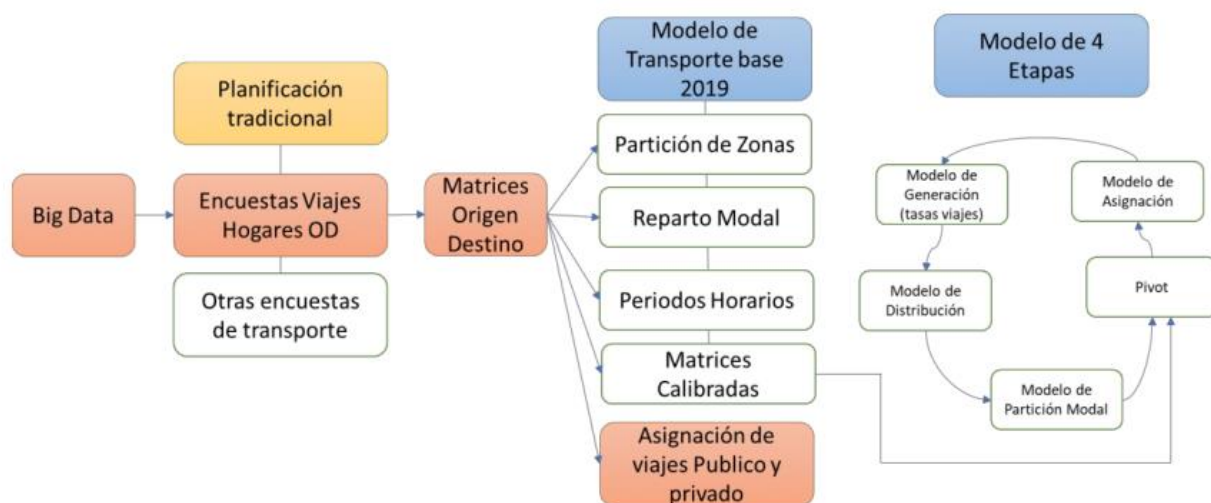 Planificación
tradicional
Big Data
Encuestas Viajes
Hogares OD
Otras encuestas
de transporte
Matrices
Origen
Destino
Modelo de
Transporte base
2019
Partición de Zonas
Reparto Modal
Periodos Horarios
Matrices
Calibradas
Asignación de
viajes Publico y
privado
Modelo de 4
Etapas
Modelo de
Generación
(tasas viajes)
Modelo de
Distribución
Modelo de
Partición Modal
Pivot
Modelo de
Asignación